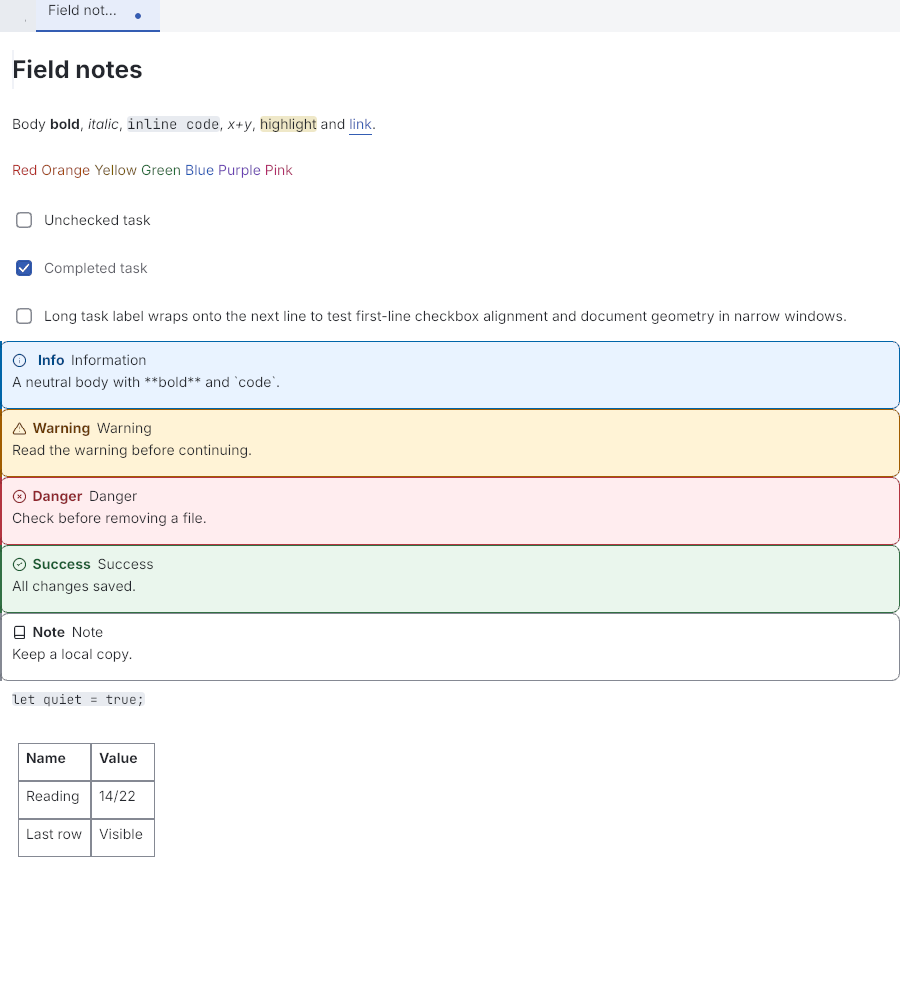 Field not...
Field notes
Body bold, italic, inline code, x+y, highlight and link.
Red Orange Yellow Green Blue Purple Pink
Unchecked task
Completed task
Long task label wraps onto the next line to test first-line checkbox alignment and document geometry in narrow windows.
Info Information
A neutral body with **bold** and `code`.
Warning Warning
Read the warning before continuing.
Danger Danger
Check before removing a file.
Success Success
All changes saved.
Note Note
Keep a local copy.
let quiet = true;
Name Value
Reading 14/22
Last row Visible